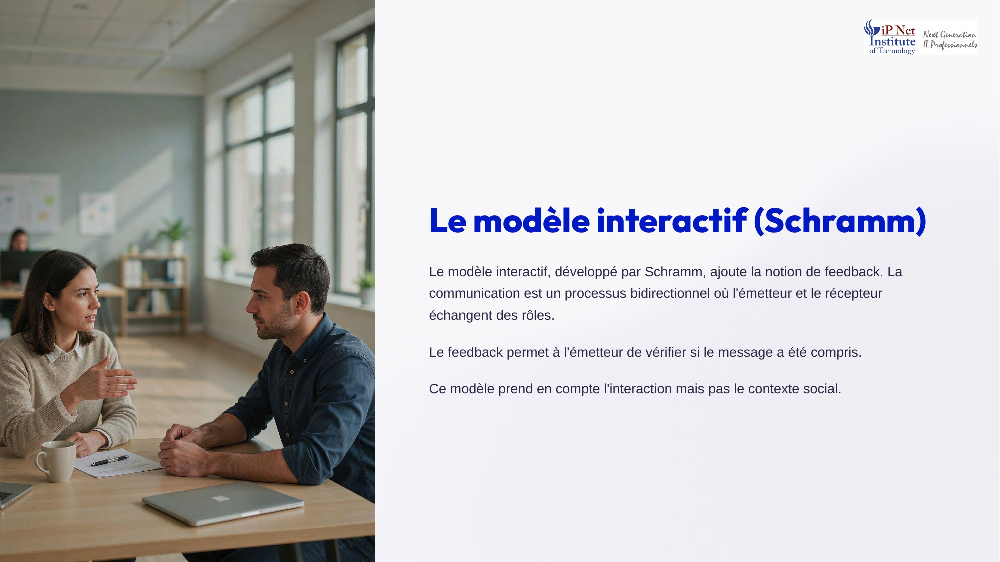 iP Net
Institute
of Technology
Next Generation
IT Professionnels
Le modèle interactif (Schramm)
Le modèle interactif, développé par Schramm, ajoute la notion de feedback. La
communication est un processus bidirectionnel où l'émetteur et le récepteur
échangent des rôles.
Le feedback permet à l'émetteur de vérifier si le message a été compris.
Ce modèle prend en compte l'interaction mais pas le contexte social.